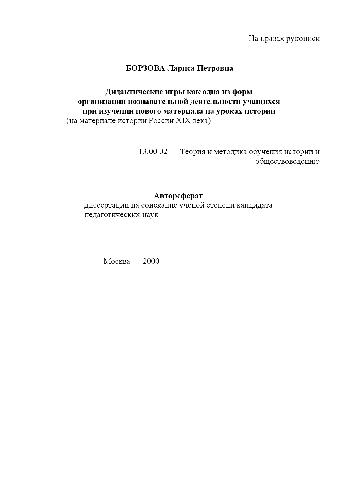 На правах рукописи
БОРЗОВА Лариса Петровна
Дидактические игры как одна из форм
организации познавательной деятельности учащихся
при изучении нового материала на уроках истории
(на материале истории России XIX века)
13.00.02 Теория и методика обучения истории и
обществоведению
Автореферат
диссертации на соискание ученой степени кандидата
педагогических наук
Москва 2000